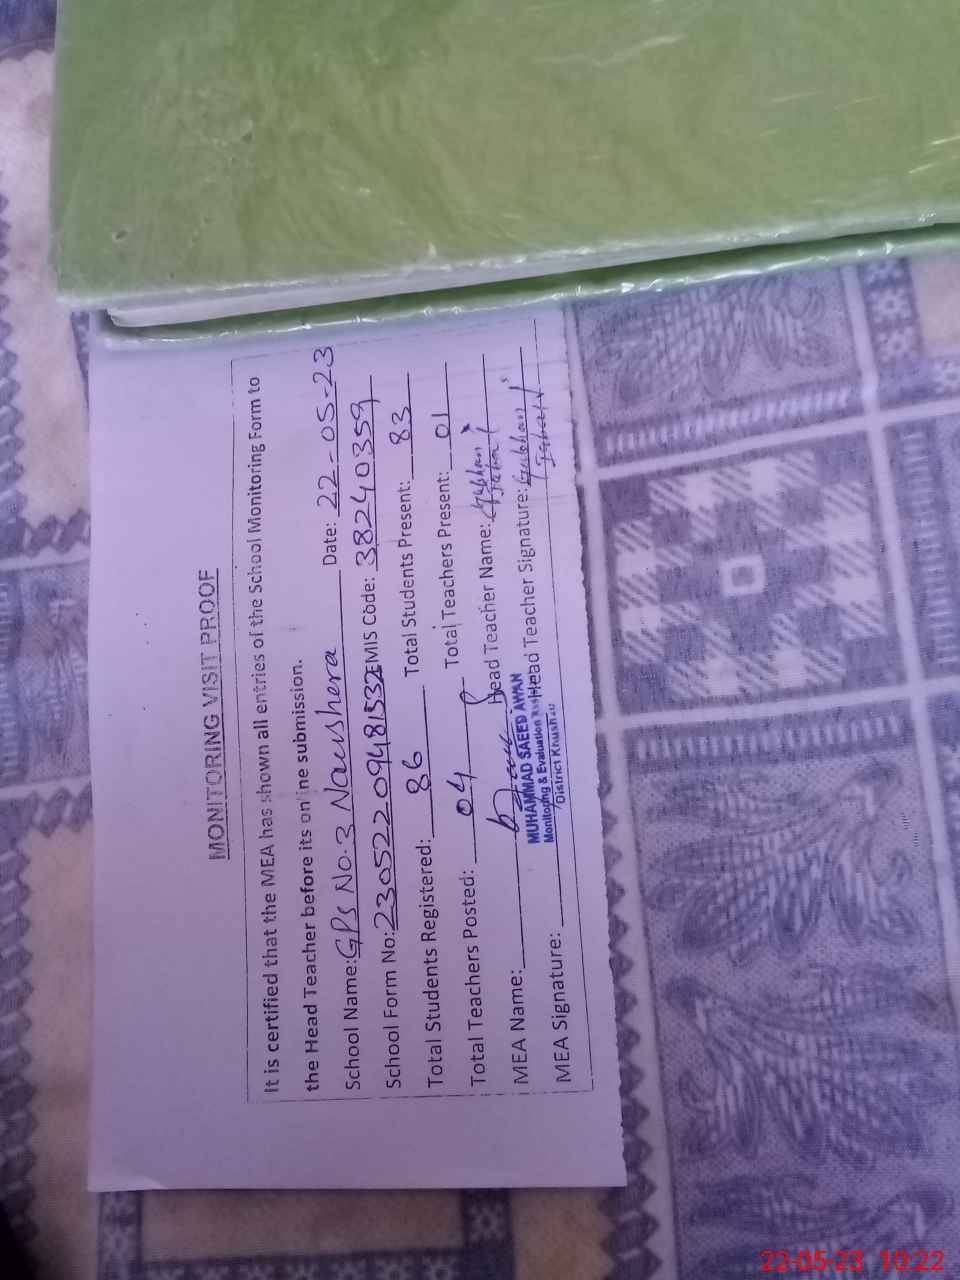 MONITORING VISIT PROOF
It is certified that the MEA has shown all entries of the School Monitoring Form to
the Head Teacher before its on ine submission.
School Name: GPS No.3 Nowshera Date: 22-05-23
School Form No: EMIS Code: 38240359
Total Students Registered: 86 Total Students Present: 83
Total Teachers Posted: 04 Total Teachers Present: 01
MEA Name: Head Teacher Name:
MUHAMMAD SAEED AWAN
Monitoring & Evaluation
District Khushab
MEA Signature: Head Teacher Signature:
22-05-23 10:22